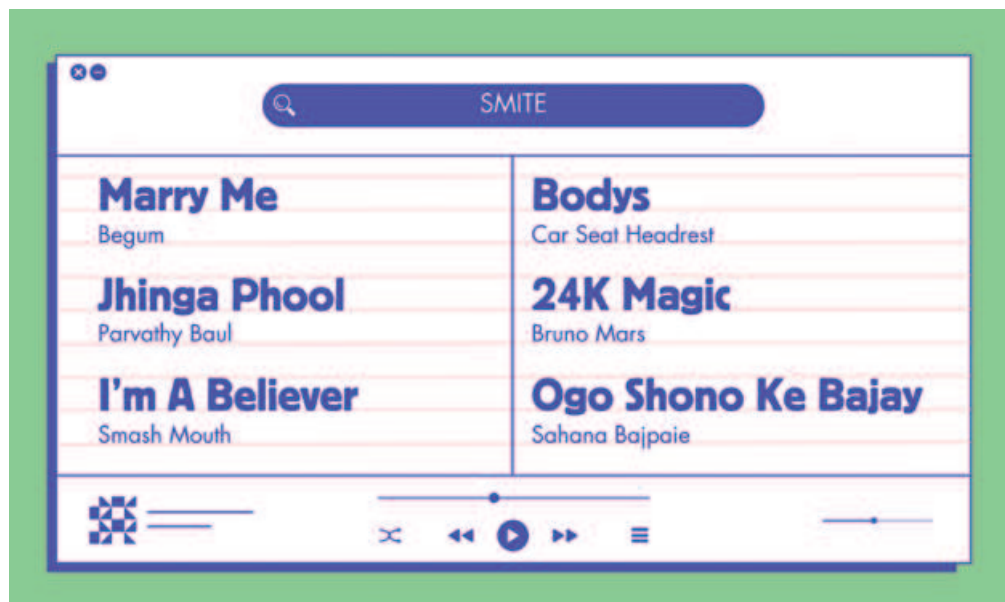 SMITE
Marry Me
Begum
Jhinga Phool
Parvathy Baul
I'm A Believer
Smash Mouth
Bodys
Car Seat Headrest
24K Magic
Bruno Mars
Ogo Shono Ke Bajay
Sahana Bajpaie